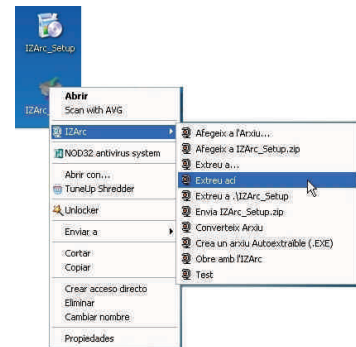 IZArc_Setup
IZArc_
Abrir
Scan with AVG
IZArc
NOD32 antivirus system
Abrir con...
TuneUp Shredder
Unlocker
Enviar a
Cortar
Copiar
Crear acceso directo
Eliminar
Cambiar nombre
Propiedades
Afegeix a l'Arxiu...
Afegeix a IZArc_Setup.zip
Extreu a...
Extreu ací
Extreu a .\IZArc_Setup
Envia IZArc_Setup.zip
Converteix Arxiu
Crea un arxiu Autoextraïble (.EXE)
Obre amb l'IZArc
Test